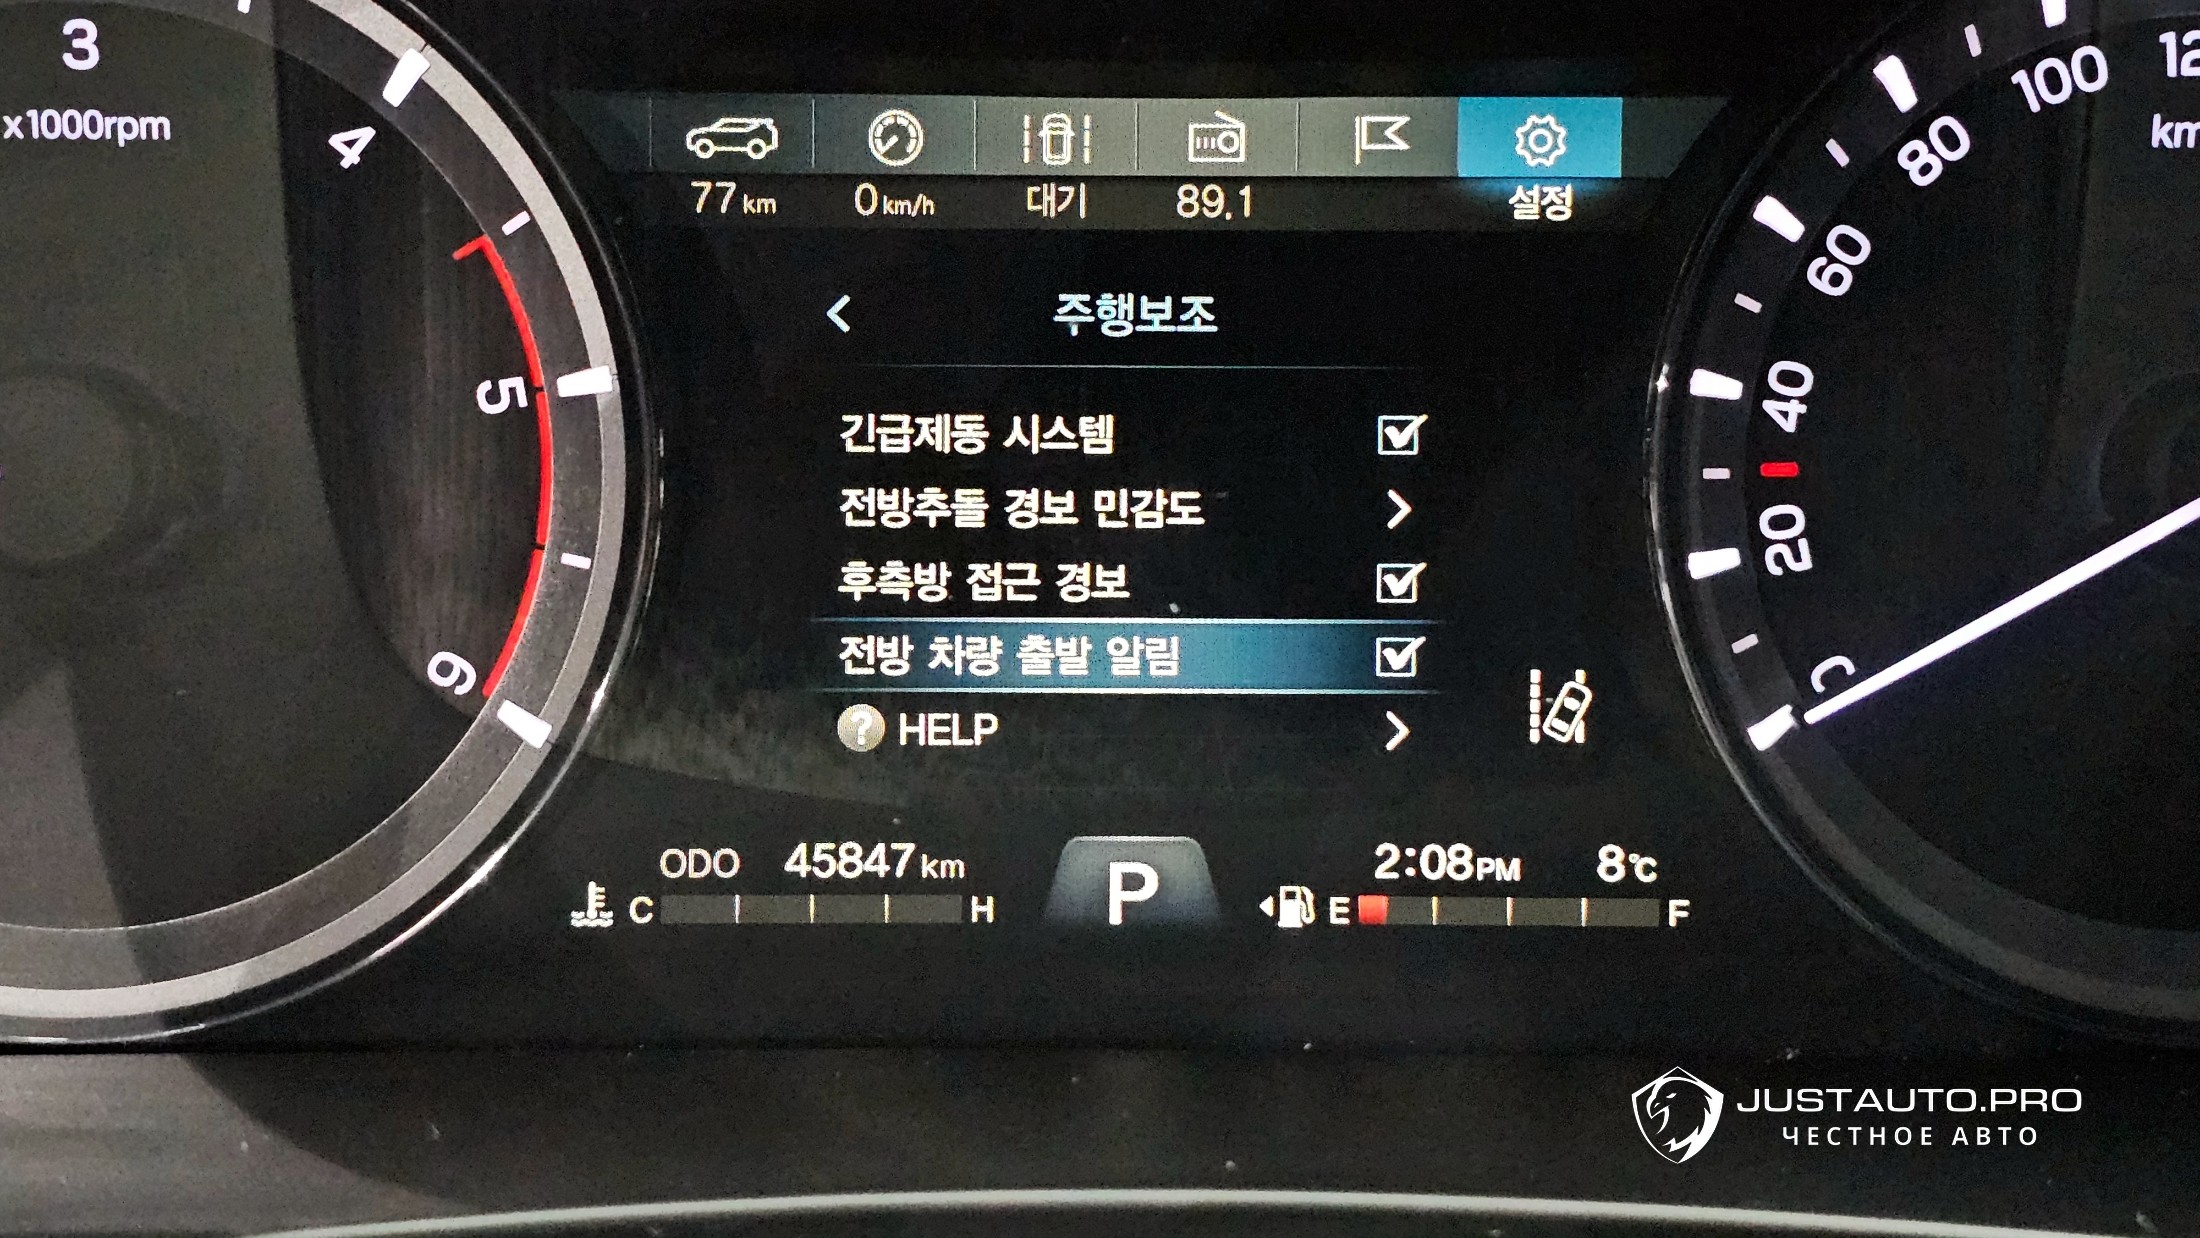 3
x1000rpm
4
5
6
77 km
0 km/h
대기
89.1
설정
주행보조
긴급제동 시스템
전방추돌 경보 민감도
후측방 접근 경보
전방 차량 출발 알림
? HELP
ODO 45847 km
C H
P
2:08PM 8℃
E F
100
80
60
40
20
JUSTAUTO.PRO
ЧЕСТНОЕ АВТО